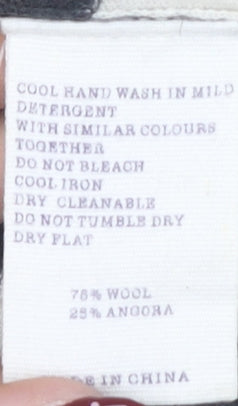 COOL HAND WASH IN MILD
DETERGENT
WITH SIMILAR COLOURS
TOGETHER
DO NOT BLEACH
COOL IRON
DRY CLEANABLE
DO NOT TUMBLE DRY
DRY FLAT
75% WOOL
25% ANGORA
IN CHINA